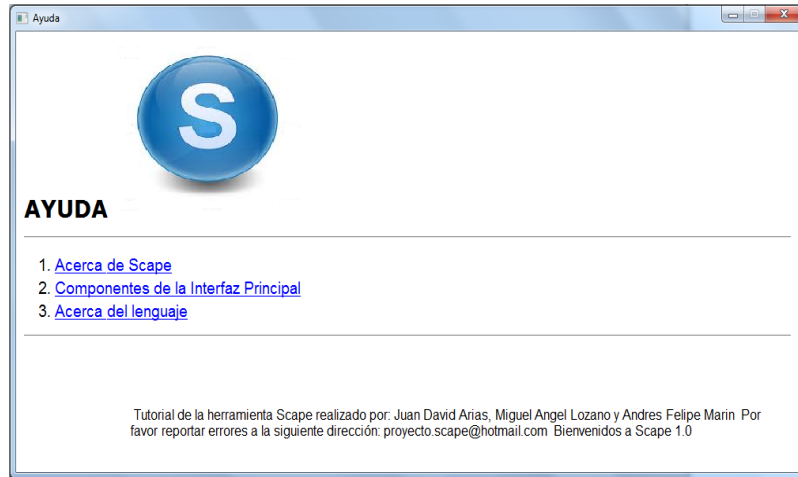 Ayuda
S
AYUDA
1. Acerca de Scape
2. Componentes de la Interfaz Principal
3. Acerca del lenguaje
Tutorial de la herramienta Scape realizado por: Juan David Arias, Miguel Angel Lozano y Andres Felipe Marin Por
favor reportar errores a la siguiente dirección: proyecto.scape@hotmail.com Bienvenidos a Scape 1.0